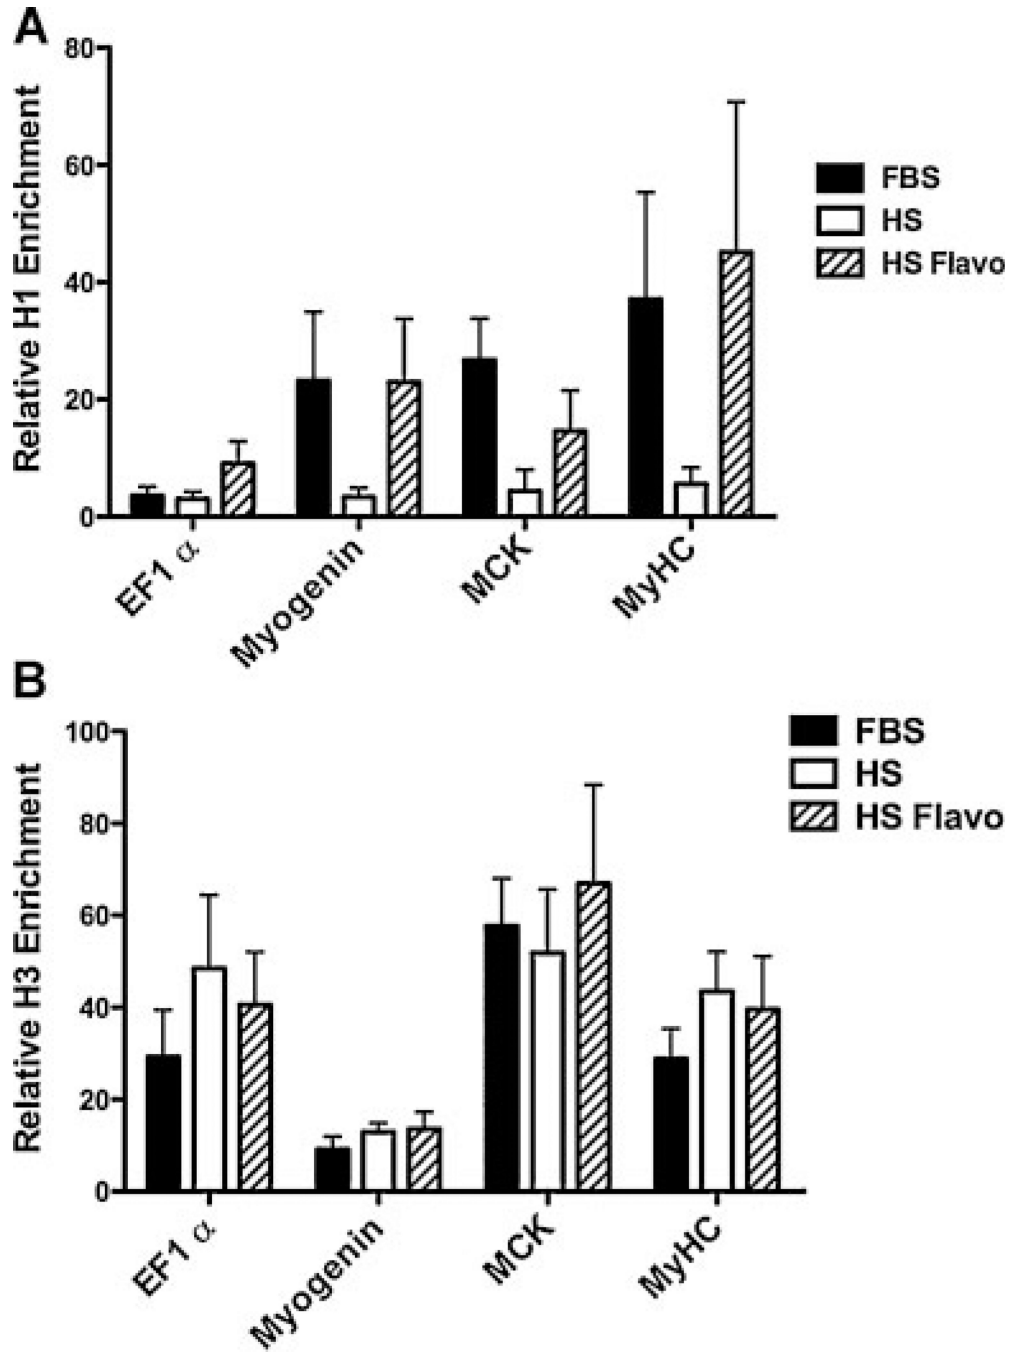 A
Relative H1 Enrichment
80
60
40
20
0
FBS
HS
HS Flavo
EF1 α
Myogenin
MCK
MyHC
B
Relative H3 Enrichment
100
80
60
40
20
0
FBS
HS
HS Flavo
EF1 α
Myogenin
MCK
MyHC